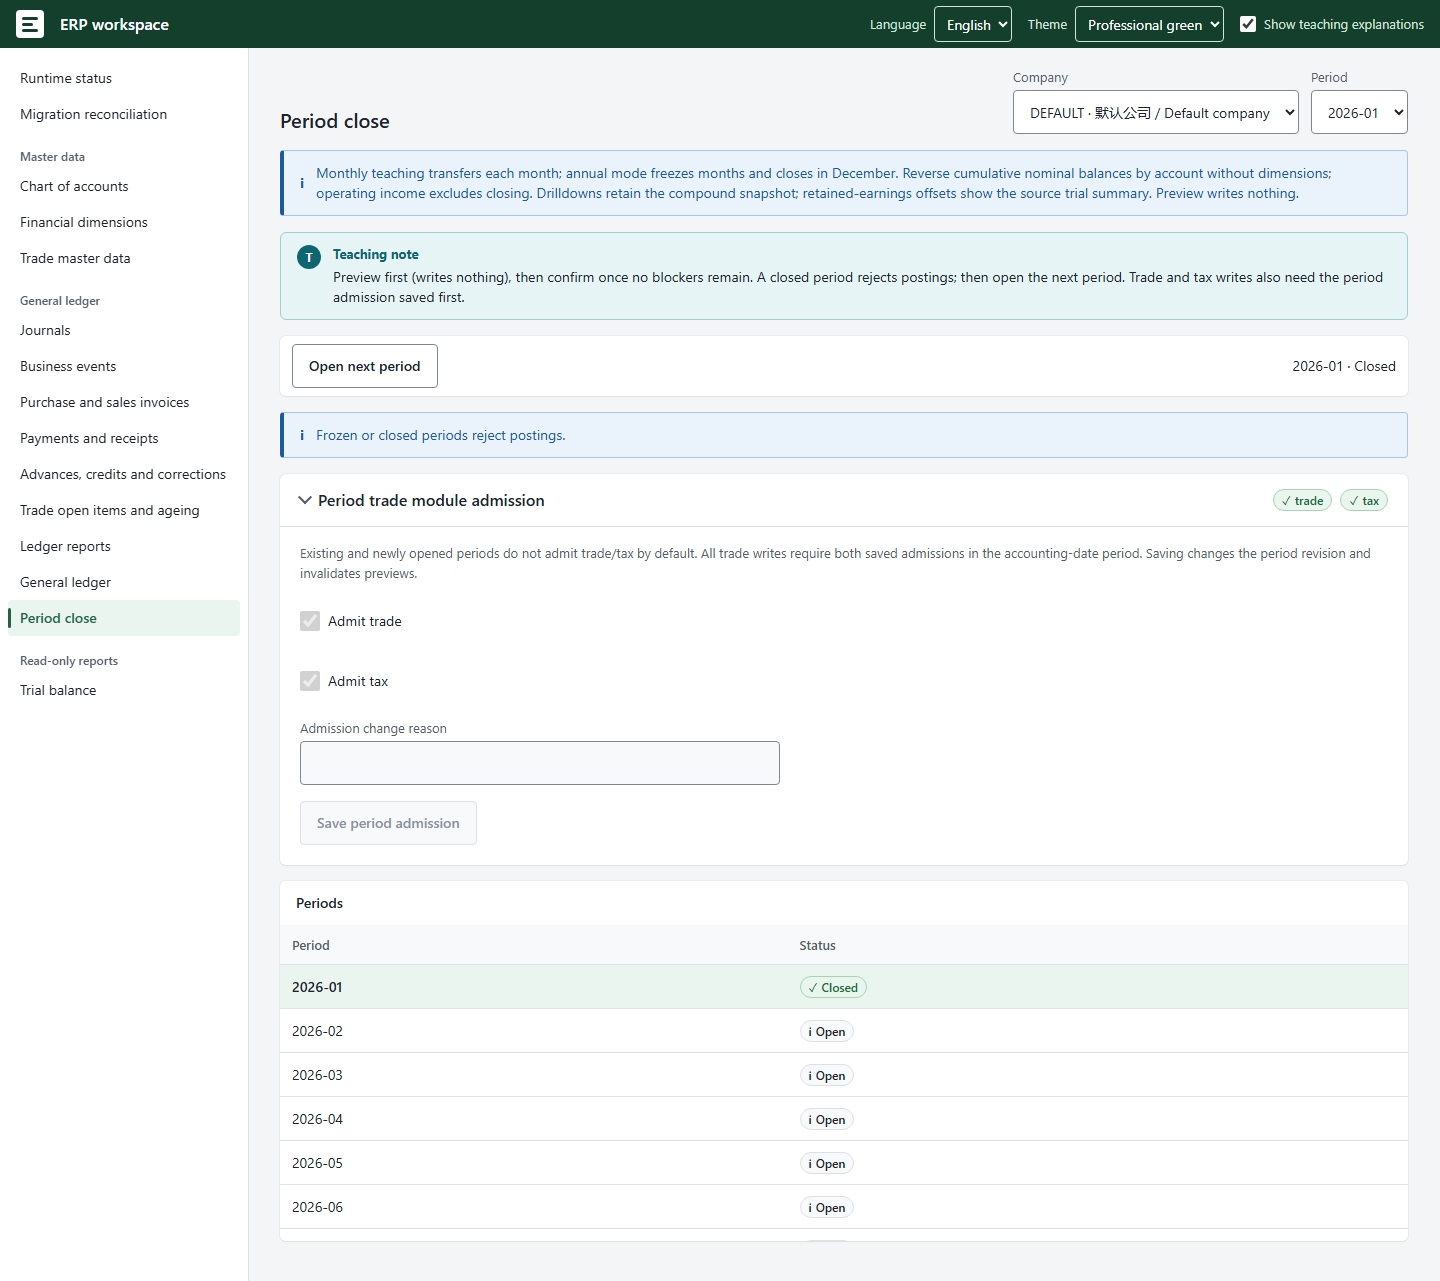 ERP workspace
Language English Theme Professional green Show teaching explanations
Runtime status
Migration reconciliation
Master data
Chart of accounts
Financial dimensions
Trade master data
General ledger
Journals
Business events
Purchase and sales invoices
Payments and receipts
Advances, credits and corrections
Trade open items and ageing
Ledger reports
General ledger
Period close
Read-only reports
Trial balance
Period close
Company
DEFAULT · 默认公司 / Default company
Period
2026-01
i Monthly teaching transfers each month; annual mode freezes months and closes in December. Reverse cumulative nominal balances by account without dimensions;
operating income excludes closing. Drilldowns retain the compound snapshot; retained-earnings offsets show the source trial summary. Preview writes nothing.
T Teaching note
Preview first (writes nothing), then confirm once no blockers remain. A closed period rejects postings; then open the next period. Trade and tax writes also need the period
admission saved first.
Open next period
2026-01 · Closed
i Frozen or closed periods reject postings.
Period trade module admission
✓ trade ✓ tax
Existing and newly opened periods do not admit trade/tax by default. All trade writes require both saved admissions in the accounting-date period. Saving changes the period revision and
invalidates previews.
Admit trade
Admit tax
Admission change reason
Save period admission
Periods
Period Status
2026-01 ✓ Closed
2026-02 i Open
2026-03 i Open
2026-04 i Open
2026-05 i Open
2026-06 i Open